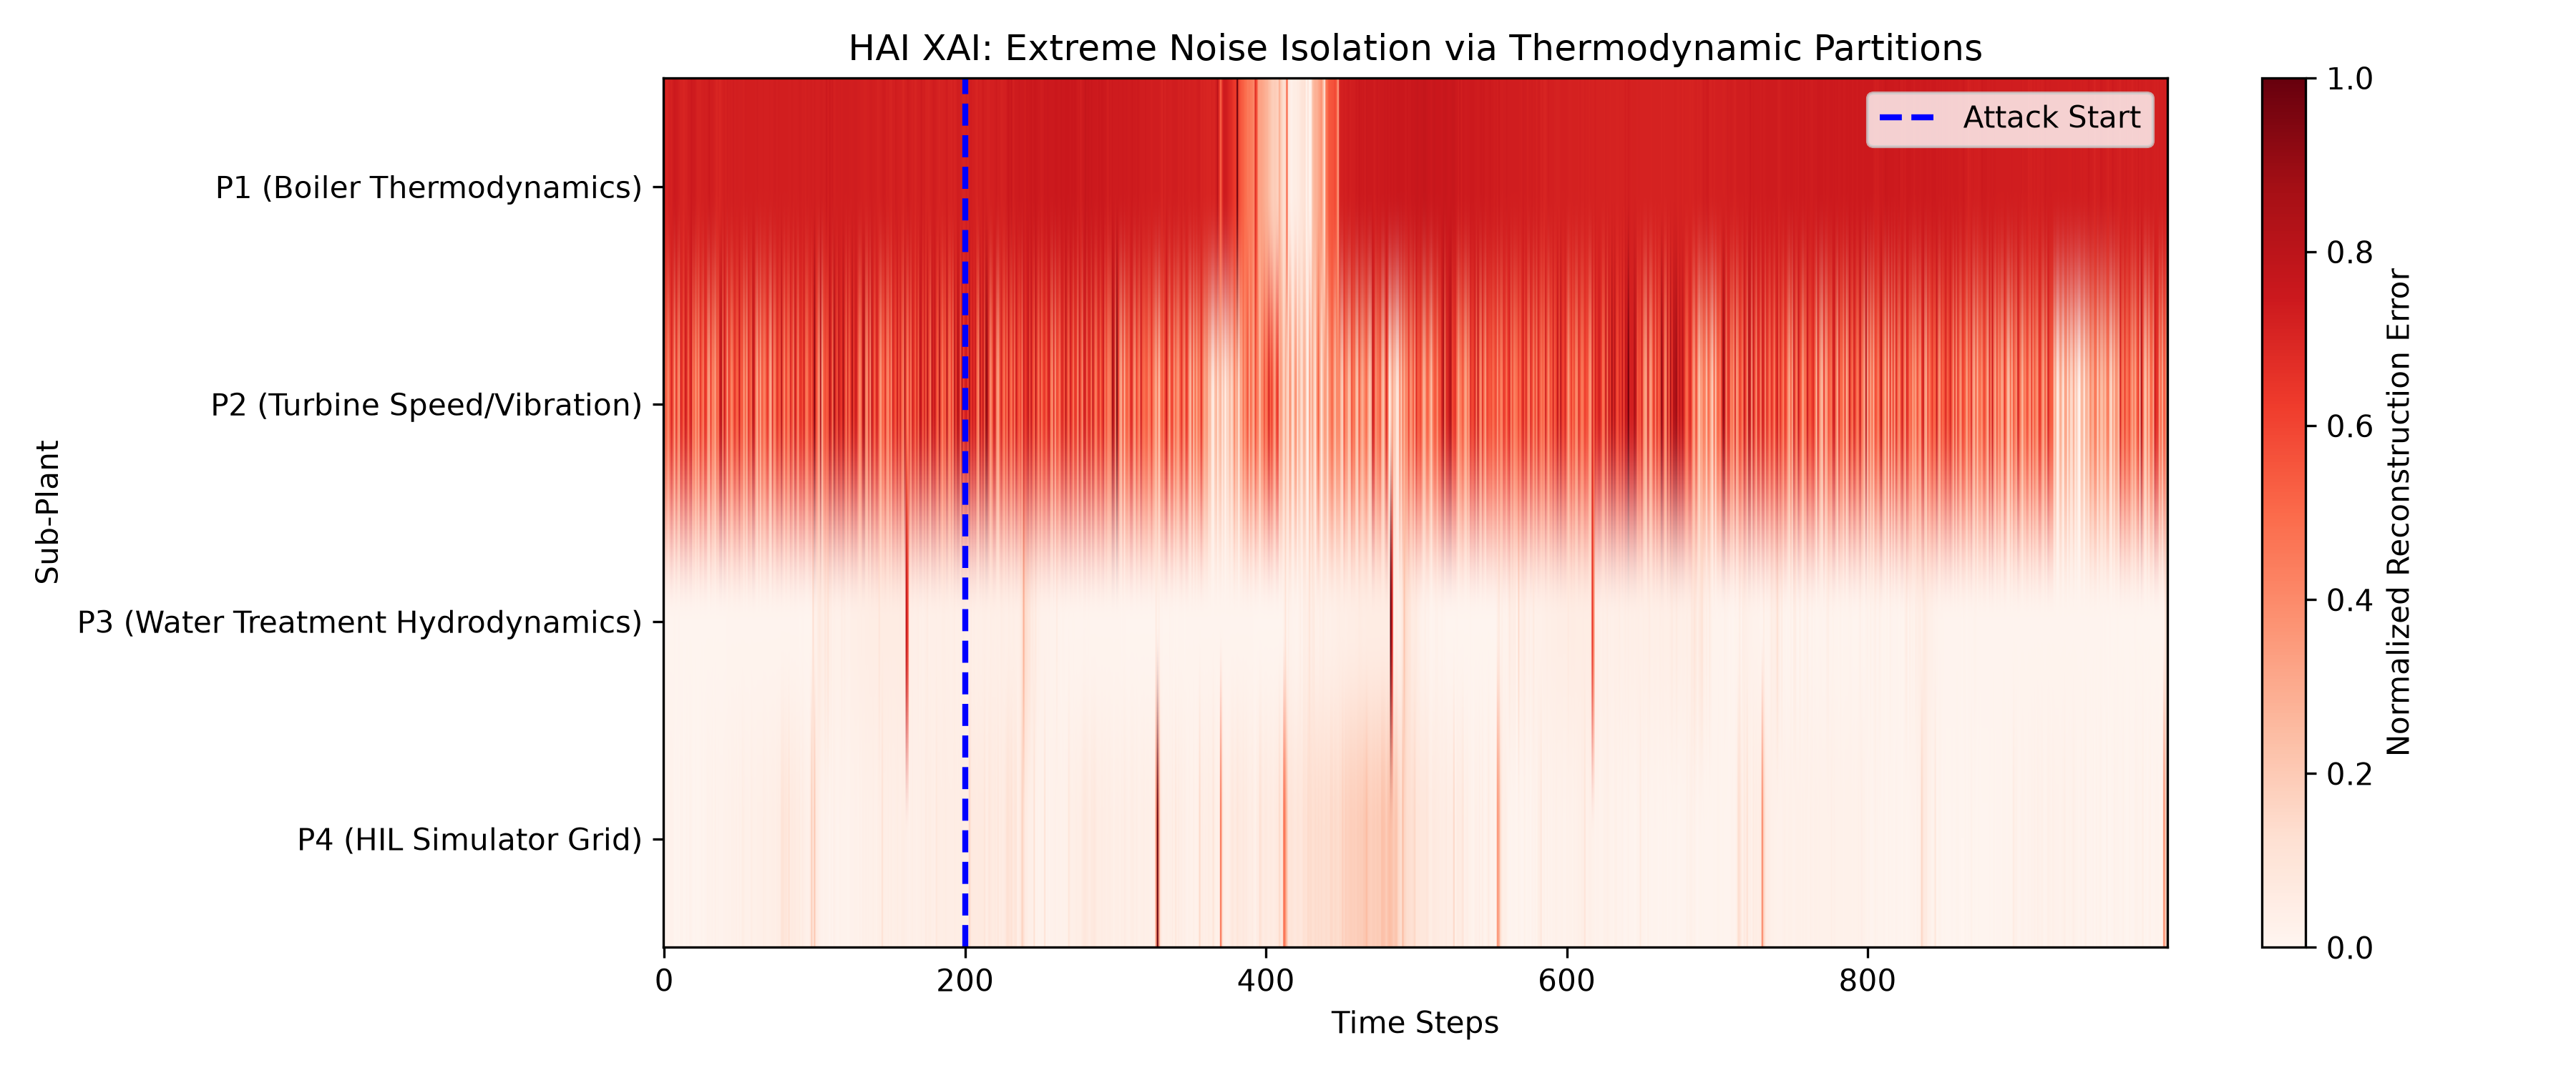 HAI XAI: Extreme Noise Isolation via Thermodynamic Partitions
Attack Start
Sub-Plant
P1 (Boiler Thermodynamics)
P2 (Turbine Speed/Vibration)
P3 (Water Treatment Hydrodynamics)
P4 (HIL Simulator Grid)
0
200
400
600
800
Time Steps
1.0
0.8
0.6
0.4
0.2
0.0
Normalized Reconstruction Error